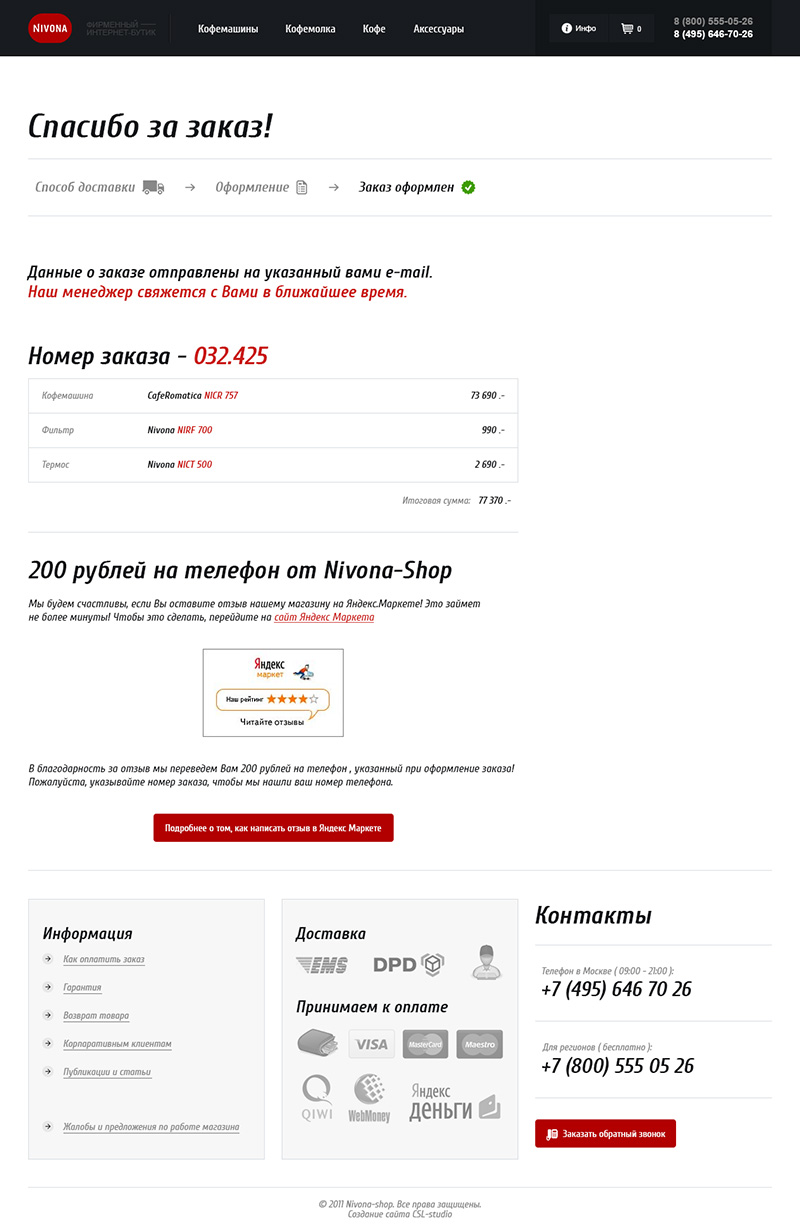 NIVONA
ФИРМЕННЫЙ
ИНТЕРНЕТ-БУТИК
Кофемашины
Кофемолка
Кофе
Аксессуары
Инфо
0
8 (800) 555-05-26
8 (495) 646-70-26
Спасибо за заказ!
Способ доставки
Оформление
Заказ оформлен
Данные о заказе отправлены на указанный вами e-mail.
Наш менеджер свяжется с Вами в ближайшее время.
Номер заказа - 032.425
Кофемашина CafeRomatica NICR 757 73 690 .-
Фильтр Nivona NIRF 700 990 .-
Термос Nivona NICT 500 2 690 .-
Итоговая сумма: 77 370 .-
200 рублей на телефон от Nivona-Shop
Мы будем счастливы, если Вы оставите отзыв нашему магазину на Яндекс.Маркете! Это займет
не более минуты! Чтобы это сделать, перейдите на сайт Яндекс Маркета
Яндекс
маркет
Наш рейтинг
Читайте отзывы
В благодарность за отзыв мы переведем Вам 200 рублей на телефон , указанный при оформление заказа!
Пожалуйста, указывайте номер заказа, чтобы мы нашли ваш номер телефона.
Подробнее о том, как написать отзыв в Яндекс Маркете
Информация
Как оплатить заказ
Гарантия
Возврат товара
Корпоративным клиентам
Публикации и статьи
Жалобы и предложения по работе магазина
Доставка
EMS
DPD
Принимаем к оплате
VISA
MasterCard
Maestro
QIWI
WebMoney
Яндекс
деньги
Контакты
Телефон в Москве ( 09:00 - 21:00 ):
+7 (495) 646 70 26
Для регионов ( бесплатно ):
+7 (800) 555 05 26
Заказать обратный звонок
© 2011 Nivona-shop. Все права защищены.
Создание сайта CSL-studio